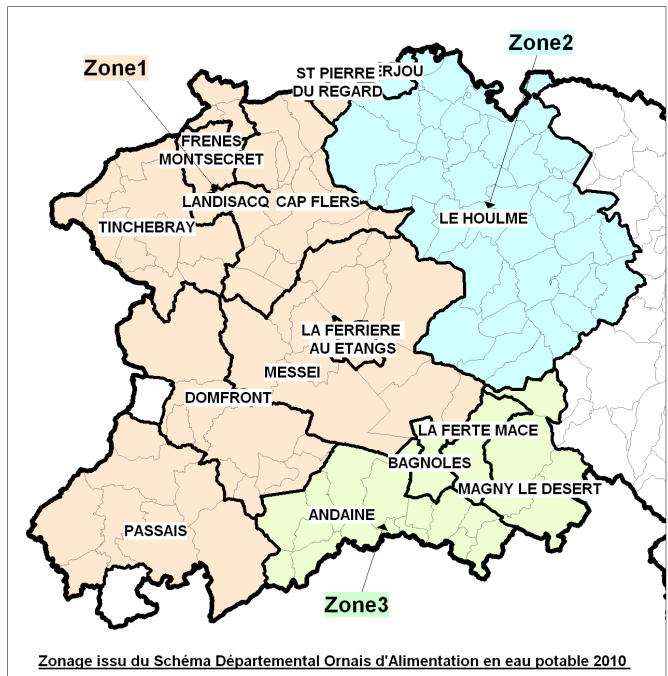 Zone2
Zone1
ST PIERRE
DU REGARD
ERJOU
FRENES
MONTSECRET
LANDISACQ
CAP FLERS
TINCHEBRAY
LE HOULME
LA FERRIERE
AU ETANGS
MESSEI
DOMFRONT
LA FERTE MACE
BAGNOLES
MAGNY LE DESERT
ANDAINE
PASSAIS
Zone3
Zonage issu du Schéma Départemental Ornais d'Alimentation en eau potable 2010